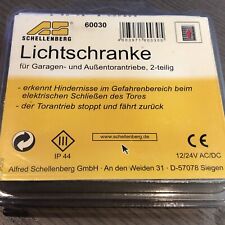 AS
SCHELLENBERG
60030
Lichtschranke
für Garagen- und Außentorantriebe, 2-teilig
- erkennt Hindernisse im Gefahrenbereich beim
elektrischen Schließen des Tores
- der Torantrieb stoppt und fährt zurück
www.schellenberg.de
III
IP 44
12/24V AC/DC
Alfred Schellenberg GmbH · An den Weiden 31 · D-57078 Siegen